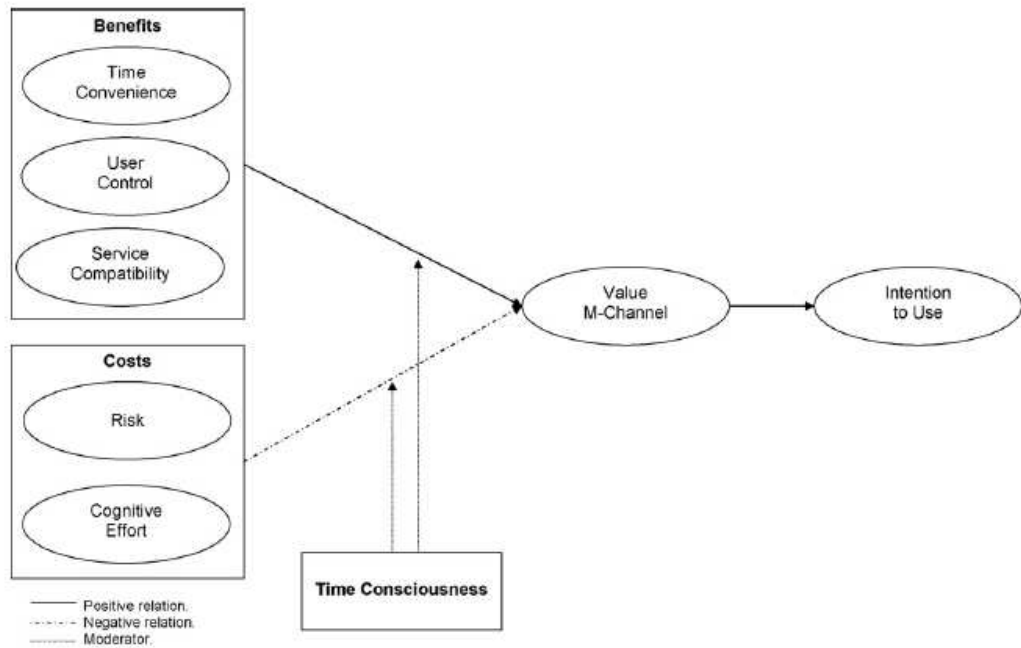 Benefits
Time
Convenience
User
Control
Service
Compatibility
Costs
Risk
Cognitive
Effort
Value
M-Channel
Intention
to Use
Time Consciousness
Positive relation.
Negative relation.
Moderator.